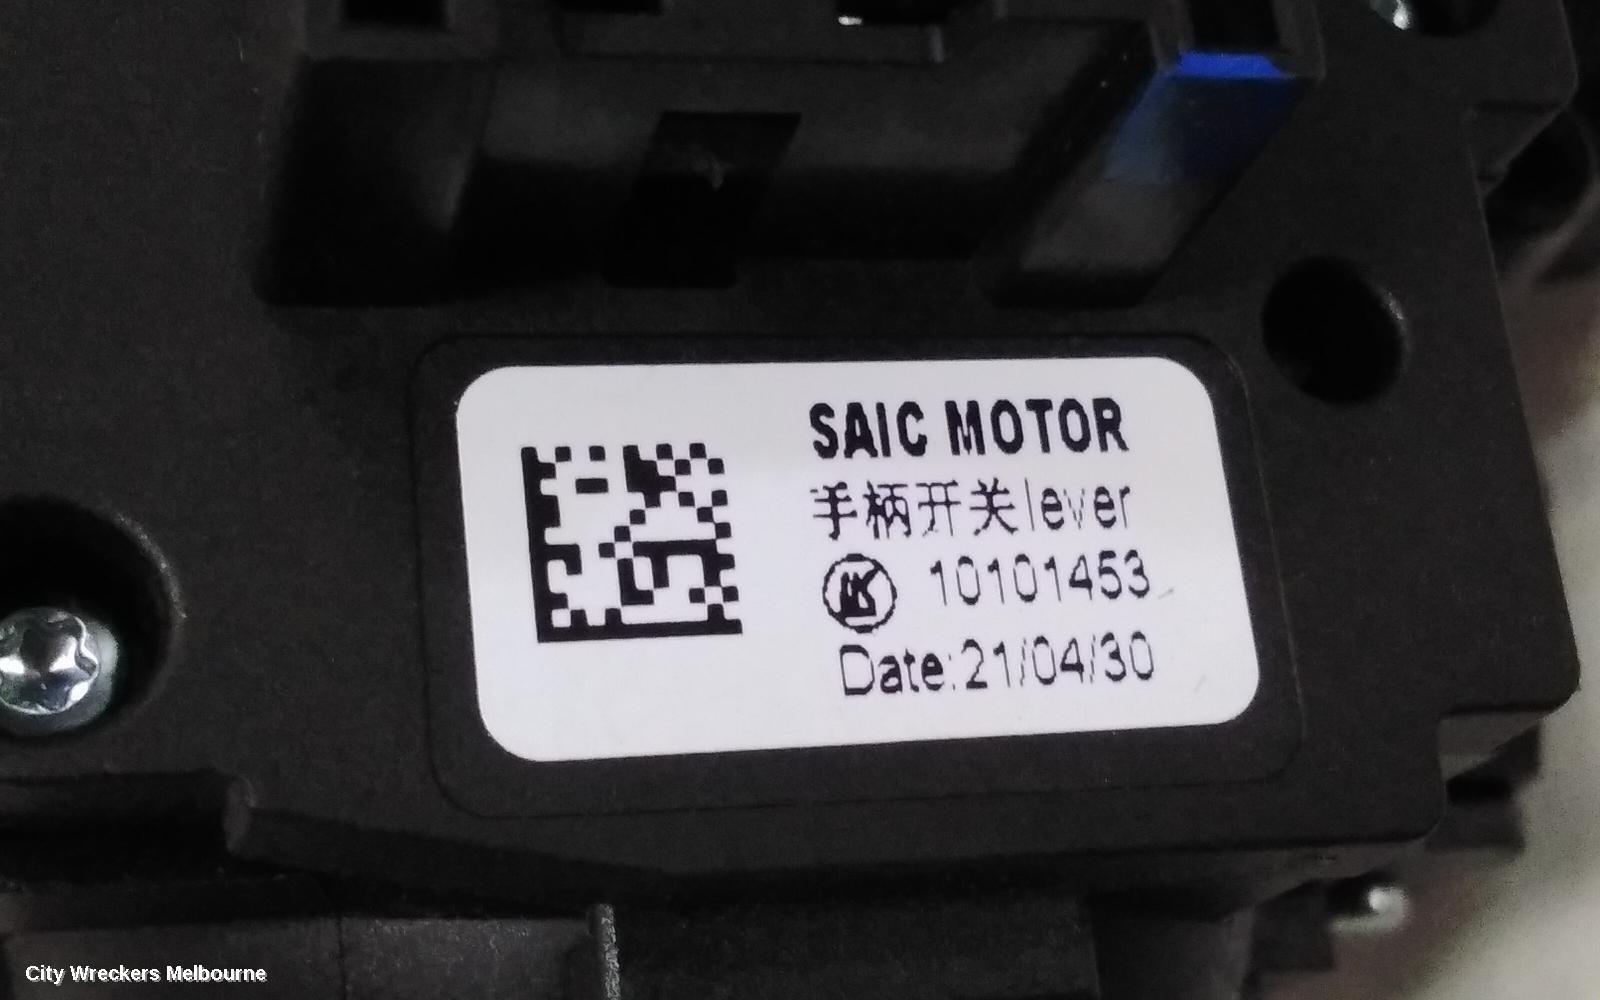 SAIC MOTOR
手柄开关lever
10101453
Date:21/04/30
City Wreckers Melbourne